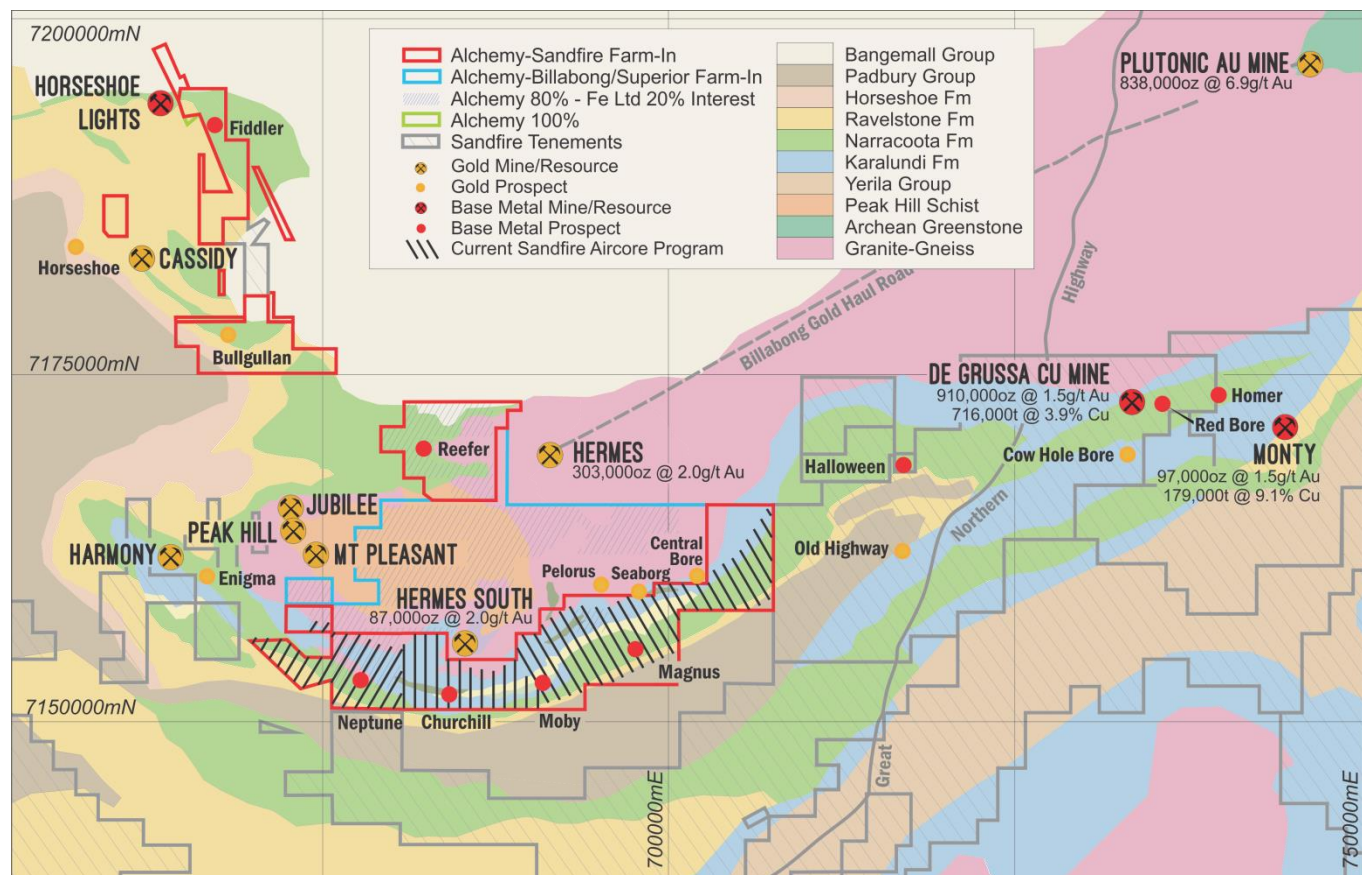 7200000mN
HORSESHOE
LIGHTS
Fiddler
Horseshoe
CASSIDY
Bullgullan
7175000mN
Alchemy-Sandfire Farm-In
Alchemy-Billabong/Superior Farm-In
Alchemy 80% - Fe Ltd 20% Interest
Alchemy 100%
Sandfire Tenements
Gold Mine/Resource
Gold Prospect
Base Metal Mine/Resource
Base Metal Prospect
Current Sandfire Aircore Program
Bangemall Group
Padbury Group
Horseshoe Fm
Ravelstone Fm
Narracoota Fm
Karalundi Fm
Yerila Group
Peak Hill Schist
Archean Greenstone
Granite-Gneiss
PLUTONIC AU MINE
838,000oz @ 6.9g/t Au
Billabong Gold Haul Road
Highway
DE GRUSSA CU MINE
910,000oz @ 1.5g/t Au
716,000t @ 3.9% Cu
Homer
Red Bore
Cow Hole Bore
MONTY
97,000oz @ 1.5g/t Au
179,000t @ 9.1% Cu
Reefer
HERMES
303,000oz @ 2.0g/t Au
Halloween
Northern
JUBILEE
PEAK HILL
HARMONY
MT PLEASANT
Enigma
Old Highway
Central
Bore
Pelorus
Seaborg
HERMES SOUTH
87,000oz @ 2.0g/t Au
Magnus
7150000mN
Neptune
Churchill
Moby
Great
700000mE
750000mE